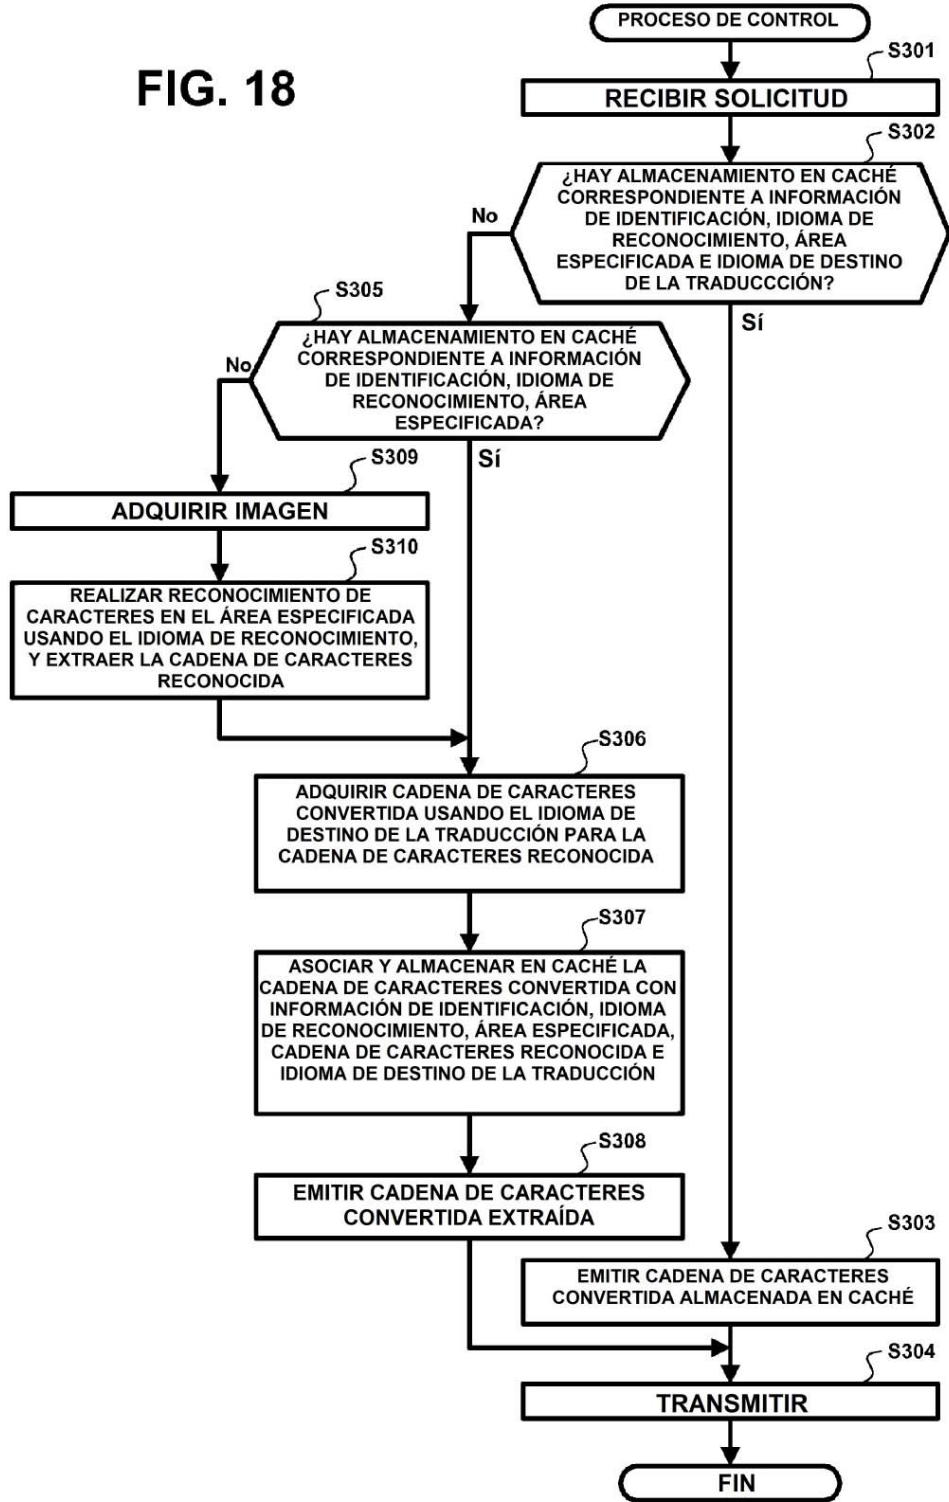 FIG. 18
PROCESO DE CONTROL
S301
RECIBIR SOLICITUD
S302
¿HAY ALMACENAMIENTO EN CACHÉ
CORRESPONDIENTE A INFORMACIÓN
DE IDENTIFICACIÓN, IDIOMA DE
RECONOCIMIENTO, ÁREA
ESPECIFICADA E IDIOMA DE DESTINO
DE LA TRADUCCCIÓN?
No
Sí
S305
¿HAY ALMACENAMIENTO EN CACHÉ
CORRESPONDIENTE A INFORMACIÓN
DE IDENTIFICACIÓN, IDIOMA DE
RECONOCIMIENTO, ÁREA
ESPECIFICADA?
No
Sí
S309
ADQUIRIR IMAGEN
S310
REALIZAR RECONOCIMIENTO DE
CARACTERES EN EL ÁREA ESPECIFICADA
USANDO EL IDIOMA DE RECONOCIMIENTO,
Y EXTRAER LA CADENA DE CARACTERES
RECONOCIDA
S306
ADQUIRIR CADENA DE CARACTERES
CONVERTIDA USANDO EL IDIOMA DE
DESTINO DE LA TRADUCCIÓN PARA LA
CADENA DE CARACTERES RECONOCIDA
S307
ASOCIAR Y ALMACENAR EN CACHÉ LA
CADENA DE CARACTERES CONVERTIDA CON
INFORMACIÓN DE IDENTIFICACIÓN, IDIOMA
DE RECONOCIMIENTO, ÁREA ESPECIFICADA,
CADENA DE CARACTERES RECONOCIDA E
IDIOMA DE DESTINO DE LA TRADUCCIÓN
S308
EMITIR CADENA DE CARACTERES
CONVERTIDA EXTRAÍDA
S303
EMITIR CADENA DE CARACTERES
CONVERTIDA ALMACENADA EN CACHÉ
S304
TRANSMITIR
FIN